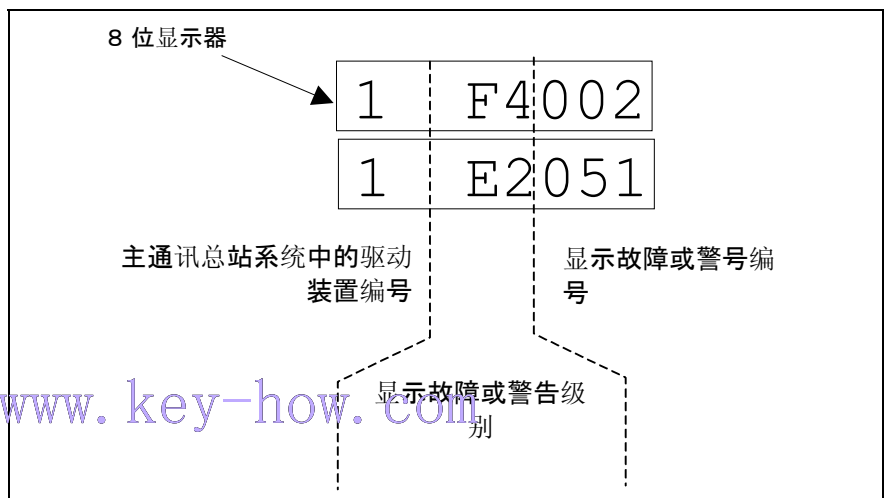 8 位显示器
1 F4002
1 E2051
主通讯总站系统中的驱动
装置编号
显示故障或警号编
号
显示故障或警告级
别
www.key-how.com